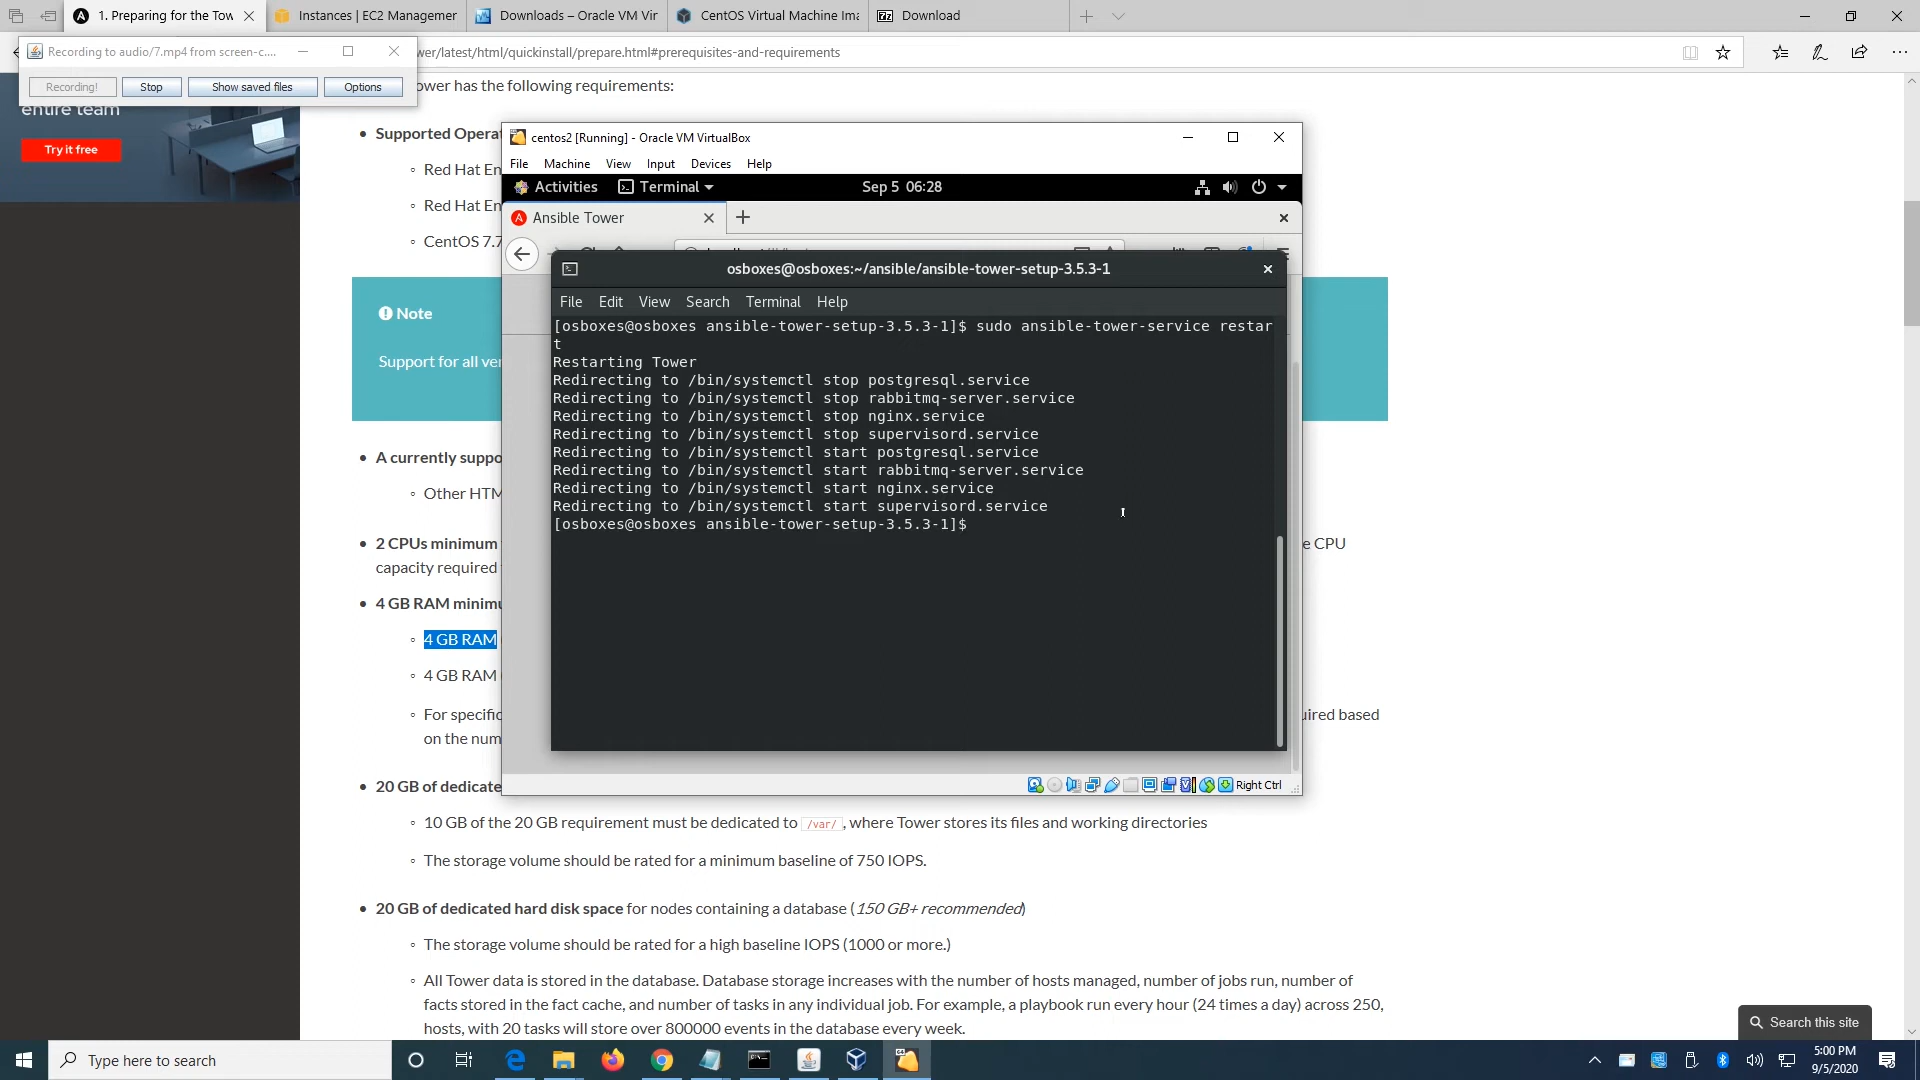 1. Preparing for the Tow
Instances | EC2 Managemer
Downloads – Oracle VM Vir
CentOS Virtual Machine Ima
Download
Recording to audio/7.mp4 from screen-c....
wer/latest/html/quickinstall/prepare.html#prerequisites-and-requirements
Recording!
Stop
Show saved files
Options
ower has the following requirements:
entire team
Try it free
Supported Operat
Red Hat En
Red Hat En
CentOS 7.7
Note
Support for all ver
A currently suppo
Other HTM
2 CPUs minimum
e CPU
capacity required
4 GB RAM minimu
4 GB RAM
4 GB RAM
For specific
uired based
on the num
20 GB of dedicate
10 GB of the 20 GB requirement must be dedicated to /var/, where Tower stores its files and working directories
The storage volume should be rated for a minimum baseline of 750 IOPS.
20 GB of dedicated hard disk space for nodes containing a database (150 GB+ recommended)
The storage volume should be rated for a high baseline IOPS (1000 or more.)
All Tower data is stored in the database. Database storage increases with the number of hosts managed, number of jobs run, number of
facts stored in the fact cache, and number of tasks in any individual job. For example, a playbook run every hour (24 times a day) across 250,
hosts, with 20 tasks will store over 800000 events in the database every week.
centos2 [Running] - Oracle VM VirtualBox
File Machine View Input Devices Help
Activities Terminal Sep 5 06:28
Ansible Tower
osboxes@osboxes:~/ansible/ansible-tower-setup-3.5.3-1
File Edit View Search Terminal Help
[osboxes@osboxes ansible-tower-setup-3.5.3-1]$ sudo ansible-tower-service restar
t
Restarting Tower
Redirecting to /bin/systemctl stop postgresql.service
Redirecting to /bin/systemctl stop rabbitmq-server.service
Redirecting to /bin/systemctl stop nginx.service
Redirecting to /bin/systemctl stop supervisord.service
Redirecting to /bin/systemctl start postgresql.service
Redirecting to /bin/systemctl start rabbitmq-server.service
Redirecting to /bin/systemctl start nginx.service
Redirecting to /bin/systemctl start supervisord.service
[osboxes@osboxes ansible-tower-setup-3.5.3-1]$
Right Ctrl
Search this site
Type here to search
5:00 PM
9/5/2020